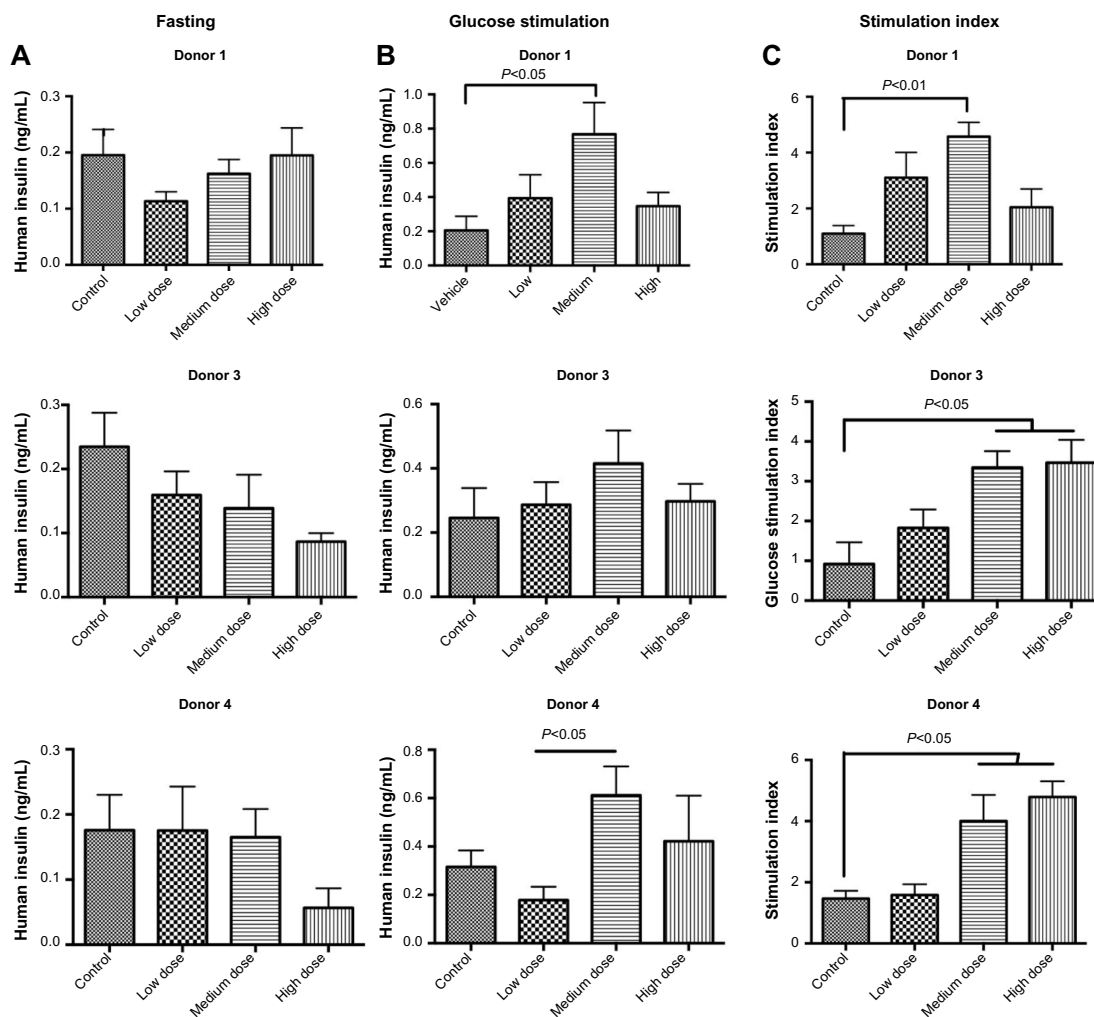 Fasting
Glucose stimulation
Stimulation index
A
Donor 1
Human insulin (ng/mL)
0.3
0.2
0.1
0.0
Control
Low dose
Medium dose
High dose
B
Donor 1
P<0.05
Human insulin (ng/mL)
1.0
0.8
0.6
0.4
0.2
0.0
Vehicle
Low
Medium
High
C
Donor 1
P<0.01
Stimulation index
6
4
2
0
Control
Low dose
Medium dose
High dose
Donor 3
Human insulin (ng/mL)
0.3
0.2
0.1
0.0
Control
Low dose
Medium dose
High dose
Donor 3
Human insulin (ng/mL)
0.6
0.4
0.2
0.0
Control
Low dose
Medium dose
High dose
Donor 3
P<0.05
Glucose stimulation index
5
4
3
2
1
0
Control
Low dose
Medium dose
High dose
Donor 4
Human insulin (ng/mL)
0.3
0.2
0.1
0.0
Control
Low dose
Medium dose
High dose
Donor 4
P<0.05
Human insulin (ng/mL)
0.8
0.6
0.4
0.2
0.0
Control
Low dose
Medium dose
High dose
Donor 4
P<0.05
Stimulation index
6
4
2
0
Control
Low dose
Medium dose
High dose